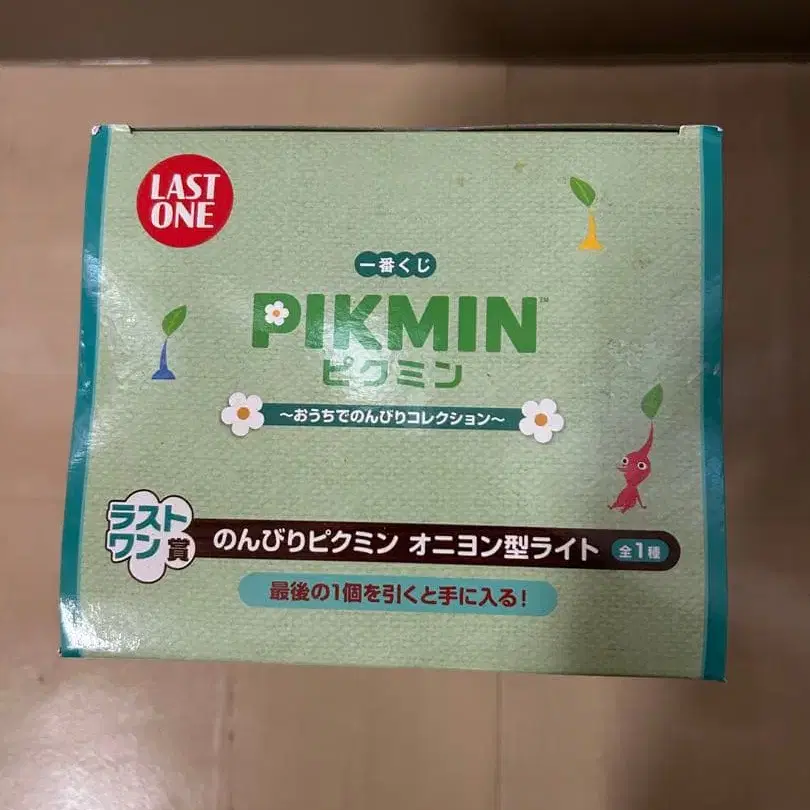 LAST
ONE
一番くじ
PIKMIN™
ピクミン
～おうちでのんびりコレクション～
ラスト
ワン賞
のんびりピクミン オニヨン型ライト 全1種
最後の1個を引くと手に入る！